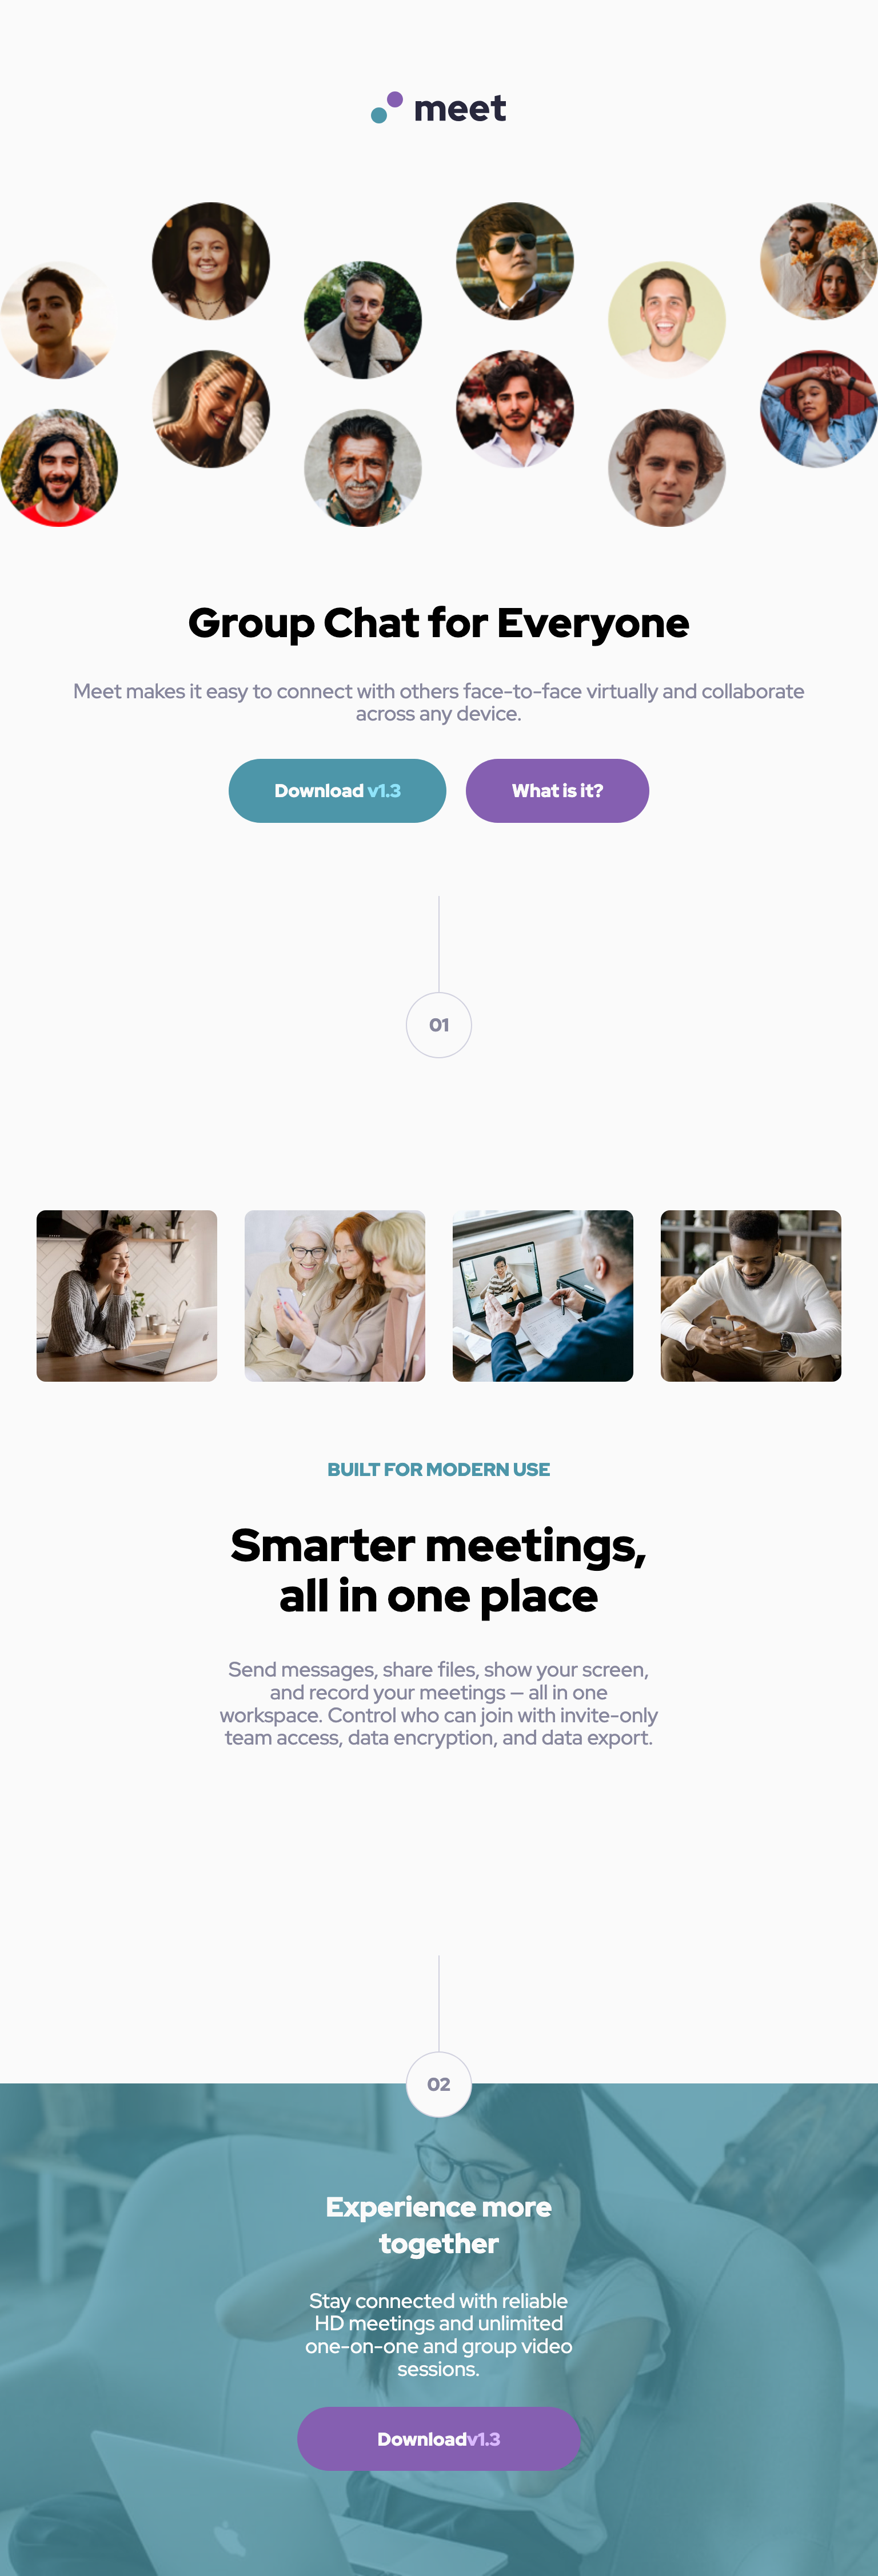 meet
Group Chat for Everyone
Meet makes it easy to connect with others face-to-face virtually and collaborate
across any device.
Download v1.3
What is it?
01
BUILT FOR MODERN USE
Smarter meetings,
all in one place
Send messages, share files, show your screen,
and record your meetings — all in one
workspace. Control who can join with invite-only
team access, data encryption, and data export.
02
Experience more
together
Stay connected with reliable
HD meetings and unlimited
one-on-one and group video
sessions.
Downloadv1.3